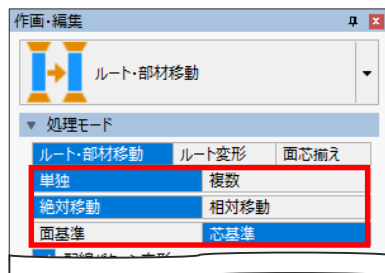 作画・編集
ルート・部材移動
処理モード
ルート・部材移動 ルート変形 面芯揃え
単独 複数
絶対移動 相対移動
面基準 芯基準